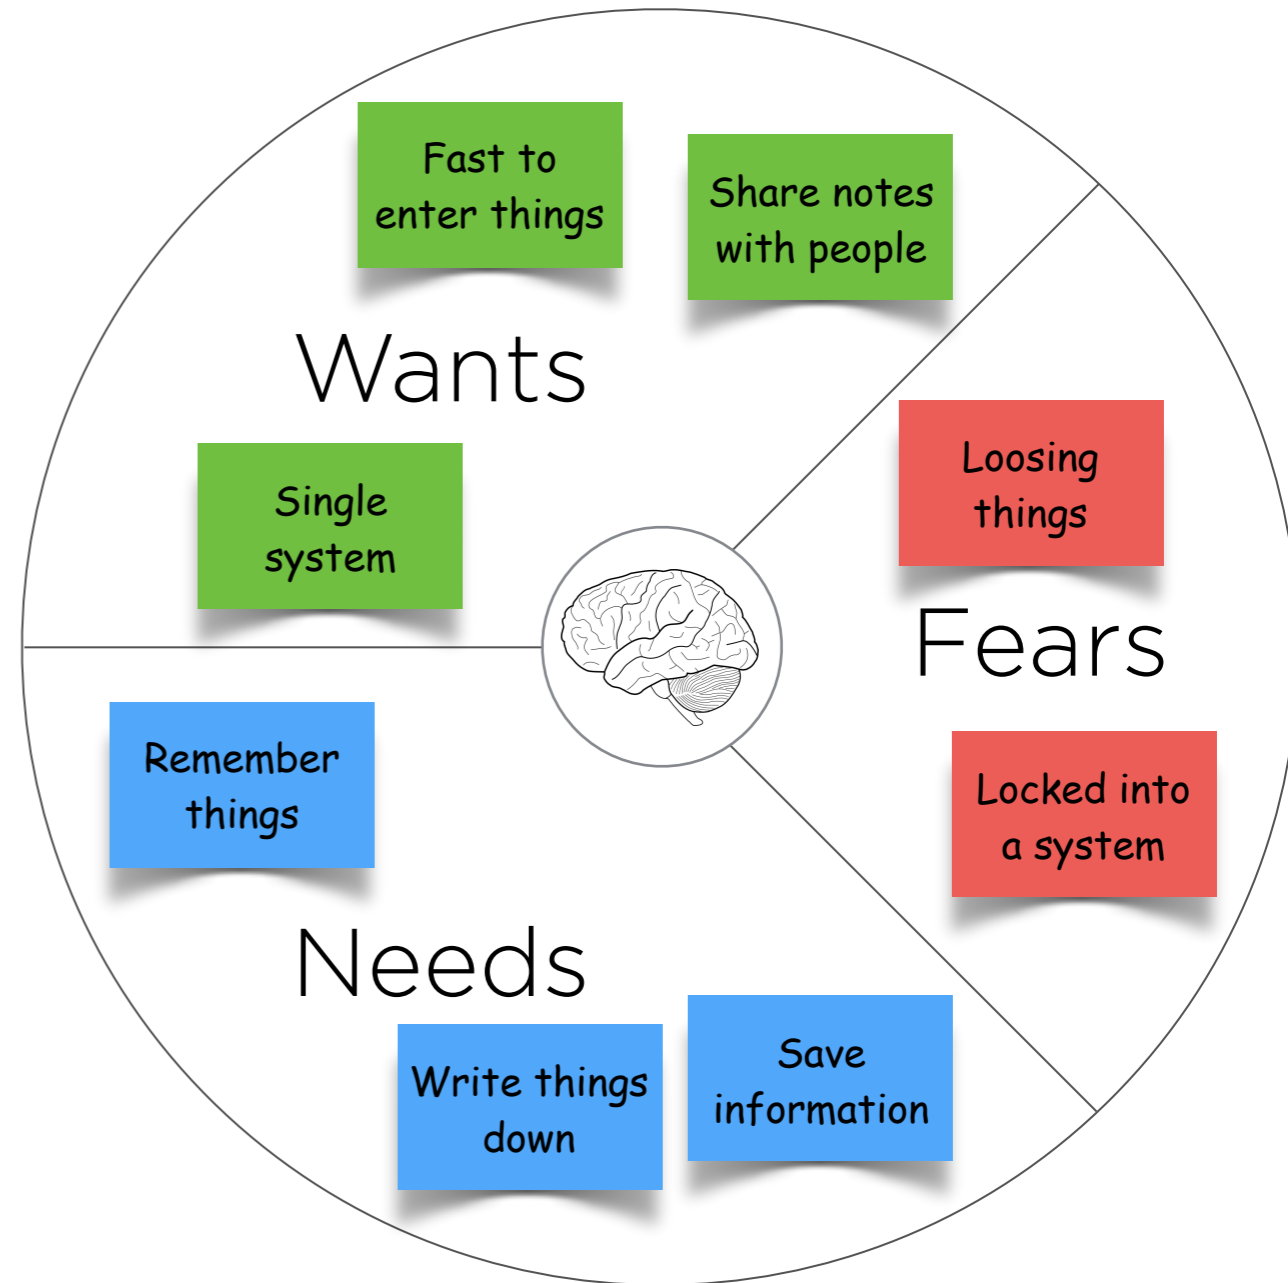 Fast to
enter things
Share notes
with people
Wants
Single
system
Loosing
things
Fears
Locked into
a system
Remember
things
Needs
Write things
down
Save
information